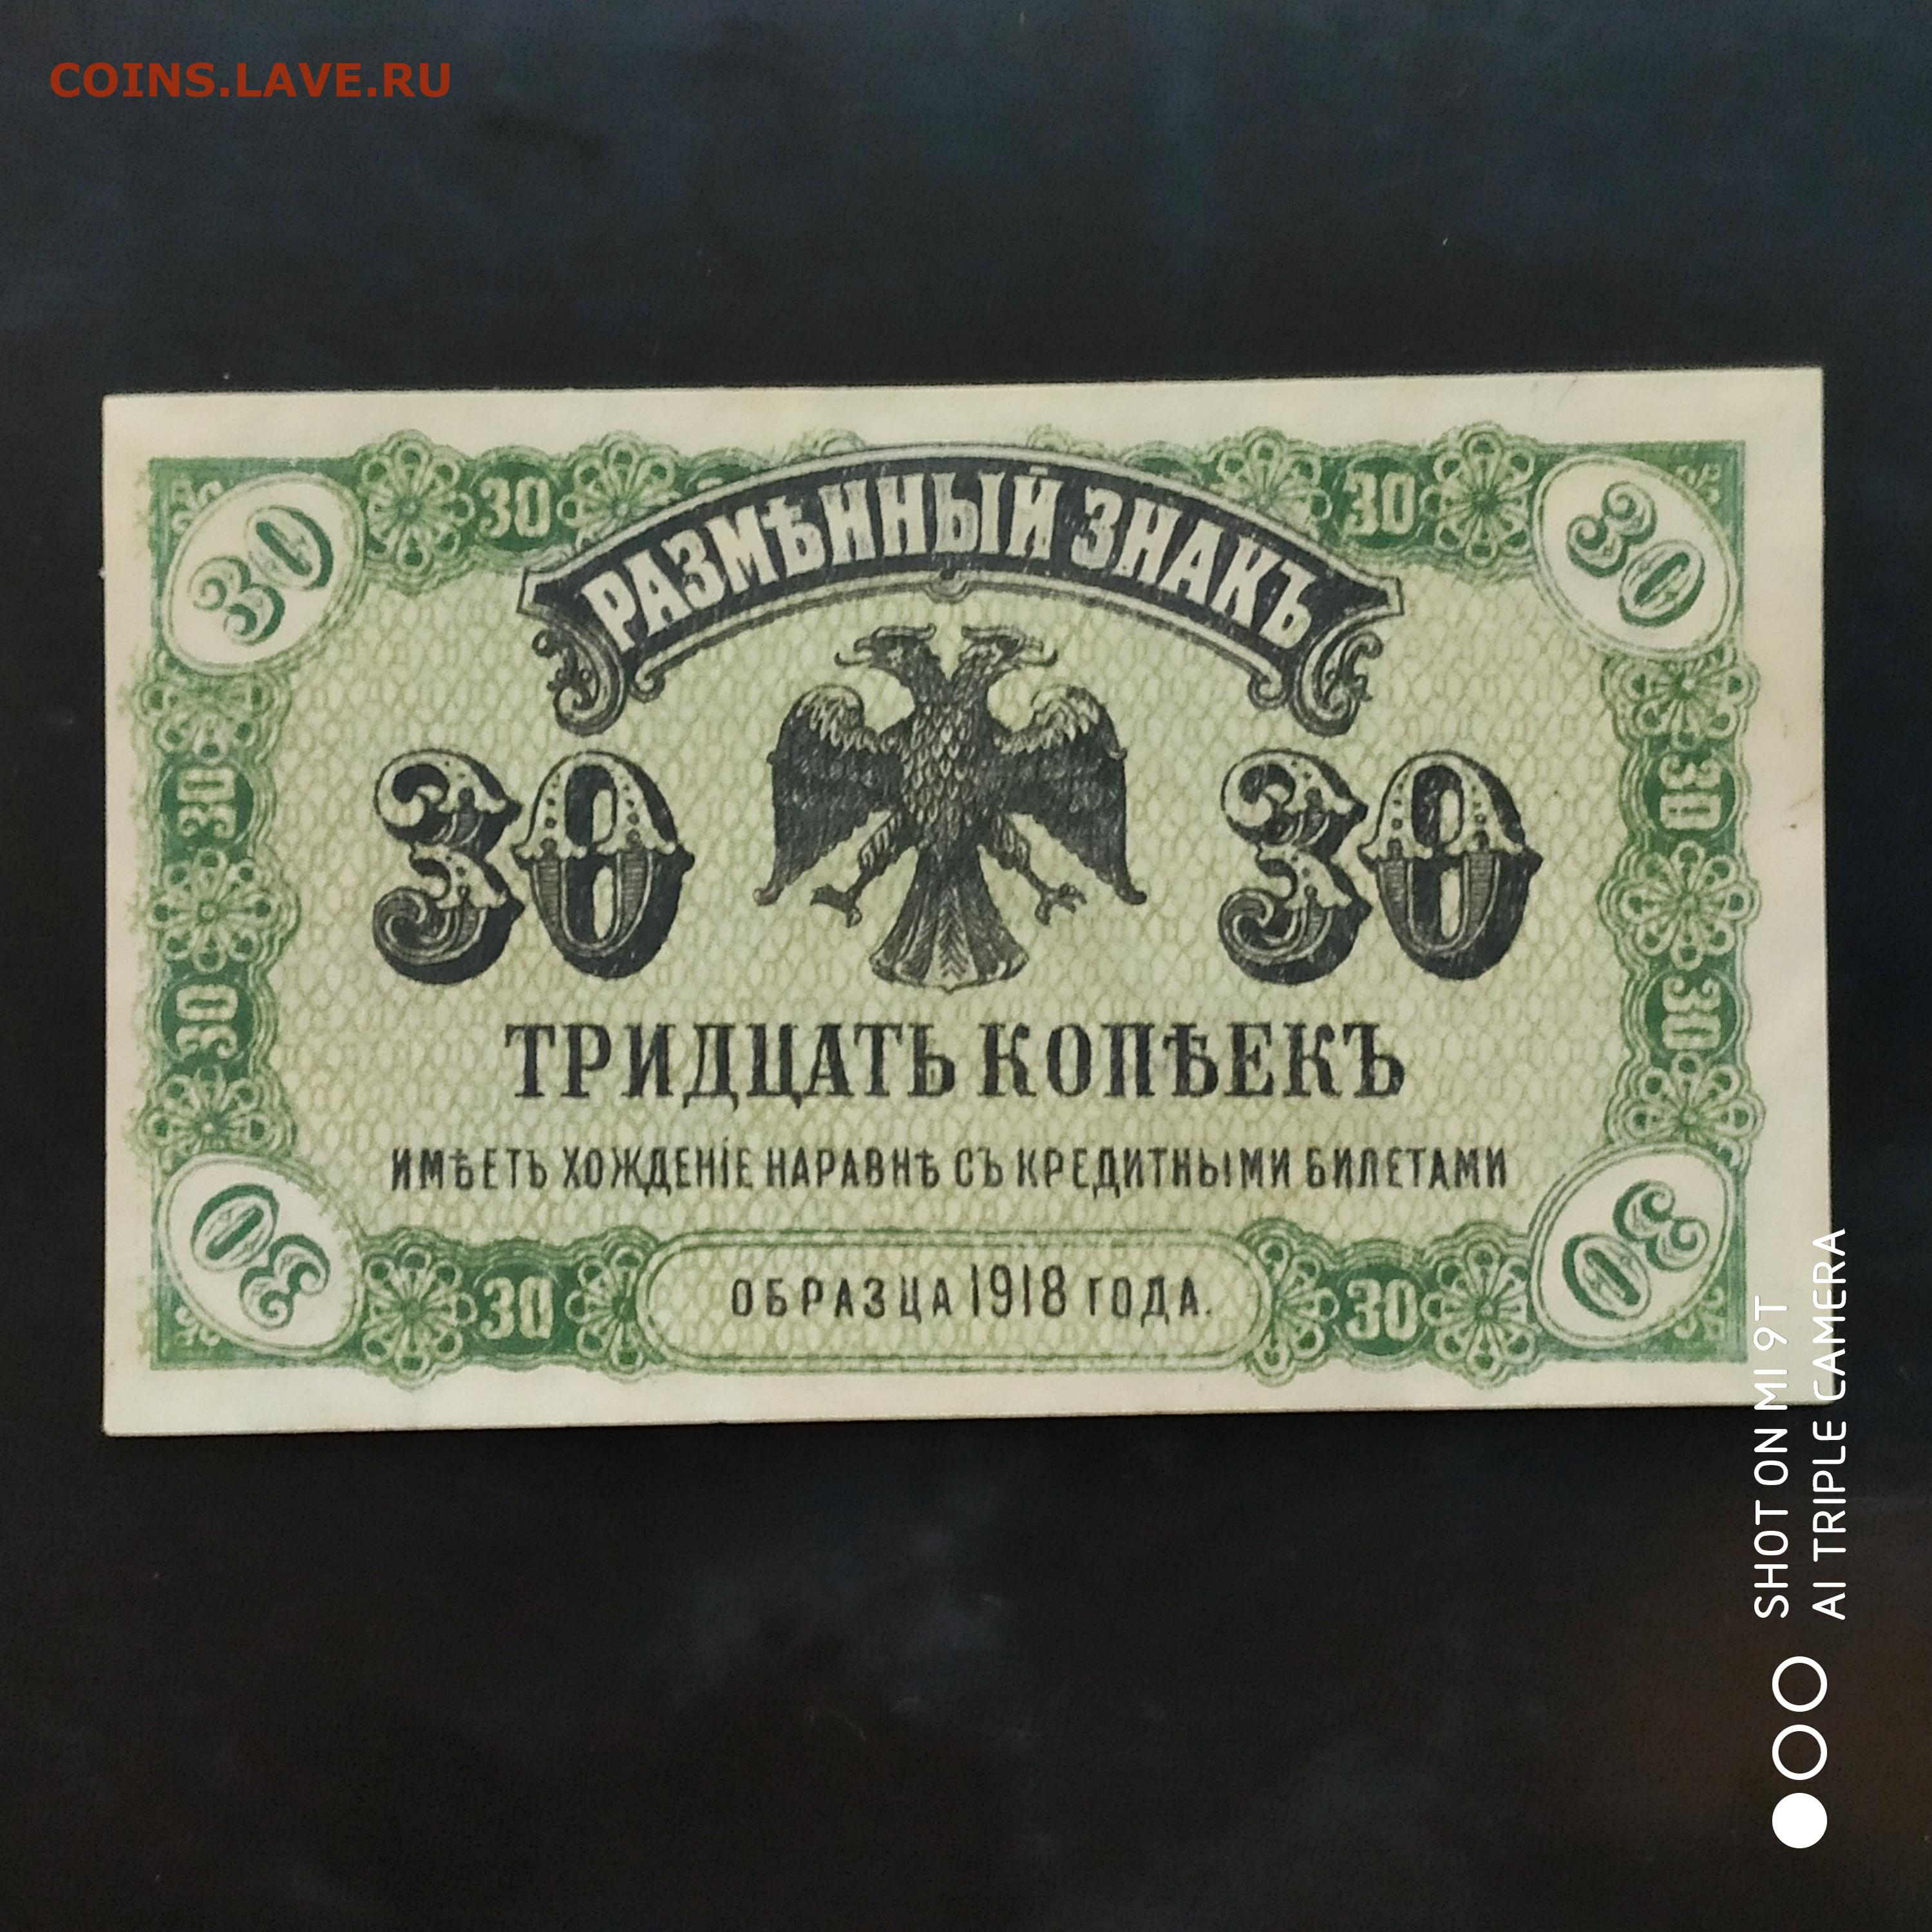 COINS.LAVE.RU
30 30 30 30
РАЗМѢННЫЙ ЗНАКЪ
30 30
30 30
30 30
ТРИДЦАТЬ КОПѢЕКЪ
ИМѢЕТЪ ХОЖДЕНІЕ НАРАВНѢ СЪ КРЕДИТНЫМИ БИЛЕТАМИ
30 30 30 30
ОБРАЗЦА 1918 ГОДА.
SHOT ON MI 9T
AI TRIPLE CAMERA